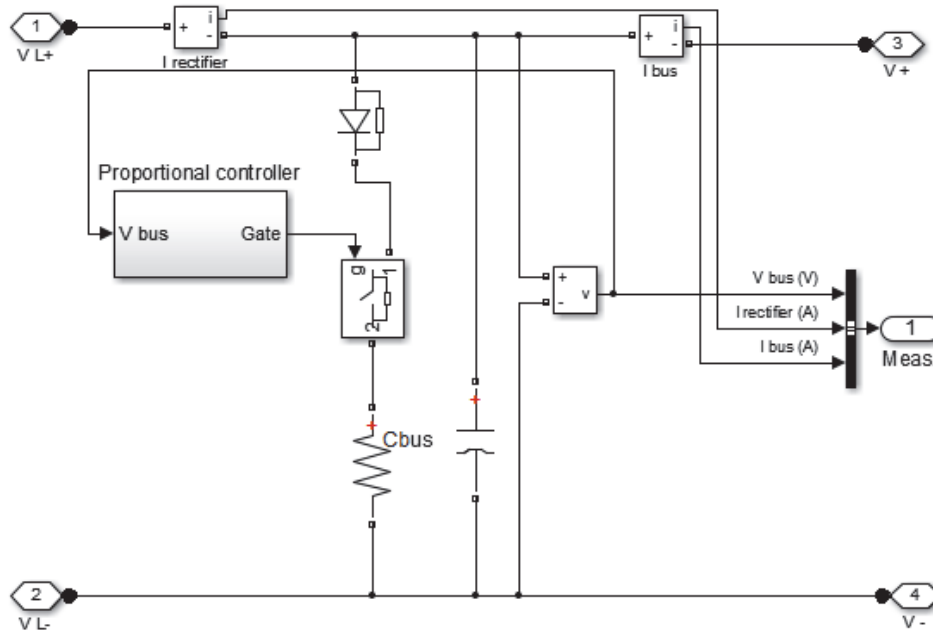 1
V L+
+
i
-
I rectifier
+
i
-
I bus
3
V +
Proportional controller
V bus
Gate
g
1
2
+
-
v
V bus (V)
I rectifier (A)
I bus (A)
1
Meas
+
+
Cbus
2
V L-
4
V -